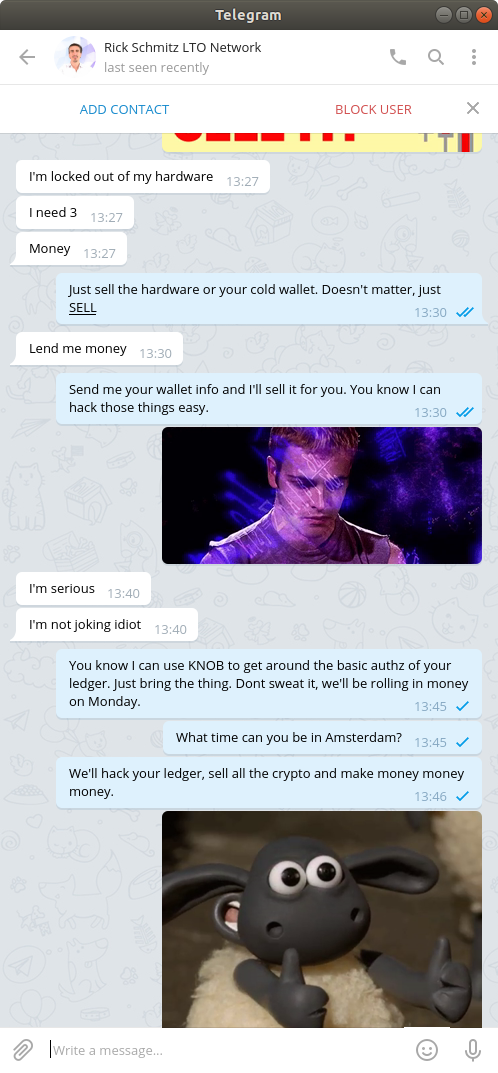 Telegram
Rick Schmitz LTO Network
last seen recently
ADD CONTACT BLOCK USER
I'm locked out of my hardware 13:27
I need 3 13:27
Money 13:27
Just sell the hardware or your cold wallet. Doesn't matter, just
SELL 13:30
Lend me money 13:30
Send me your wallet info and I'll sell it for you. You know I can
hack those things easy. 13:30
I'm serious 13:40
I'm not joking idiot 13:40
You know I can use KNOB to get around the basic authz of your
ledger. Just bring the thing. Dont sweat it, we'll be rolling in money
on Monday. 13:45
What time can you be in Amsterdam? 13:45
We'll hack your ledger, sell all the crypto and make money money
money. 13:46
Write a message...